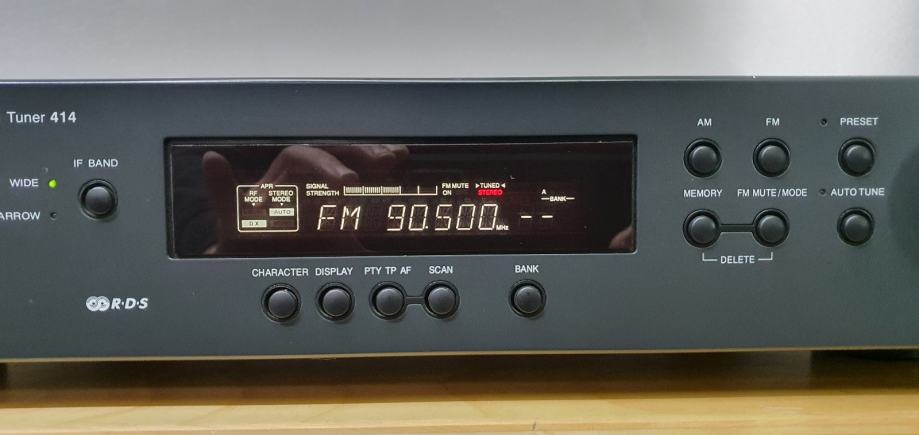 Tuner 414
AM
FM
PRESET
IF BAND
WIDE
ARROW
APR
RF MODE
STEREO MODE
AUTO
DX
SIGNAL STRENGTH
FM MUTE ON
►TUNED◄
STEREO
A
BANK
FM 90.500 MHz --
MEMORY
FM MUTE/MODE
AUTO TUNE
DELETE
CHARACTER
DISPLAY
PTY TP AF
SCAN
BANK
R·D·S